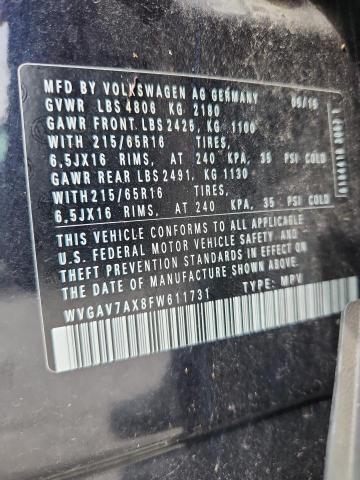 MFD BY VOLKSWAGEN AG GERMANY
GVWR LBS 4806 KG 2180
GAWR FRONT LBS 2425, KG 1100
WITH 215/65R16 TIRES,
6,5JX16 RIMS, AT 240 KPA, 35 PSI COLD
GAWR REAR LBS 2491, KG 1130
WITH 215/65R16 TIRES,
6,5JX16 RIMS, AT 240 KPA, 35 PSI COLD
THIS VEHICLE CONFORMS TO ALL APPLICABLE
U.S. FEDERAL MOTOR VEHICLE SAFETY AND
THEFT PREVENTION STANDARDS IN EFFECT ON
THE DATE OF MANUFACTURE SHOWN ABOVE
WVGAV7AX8FW611731 TYPE: MPV